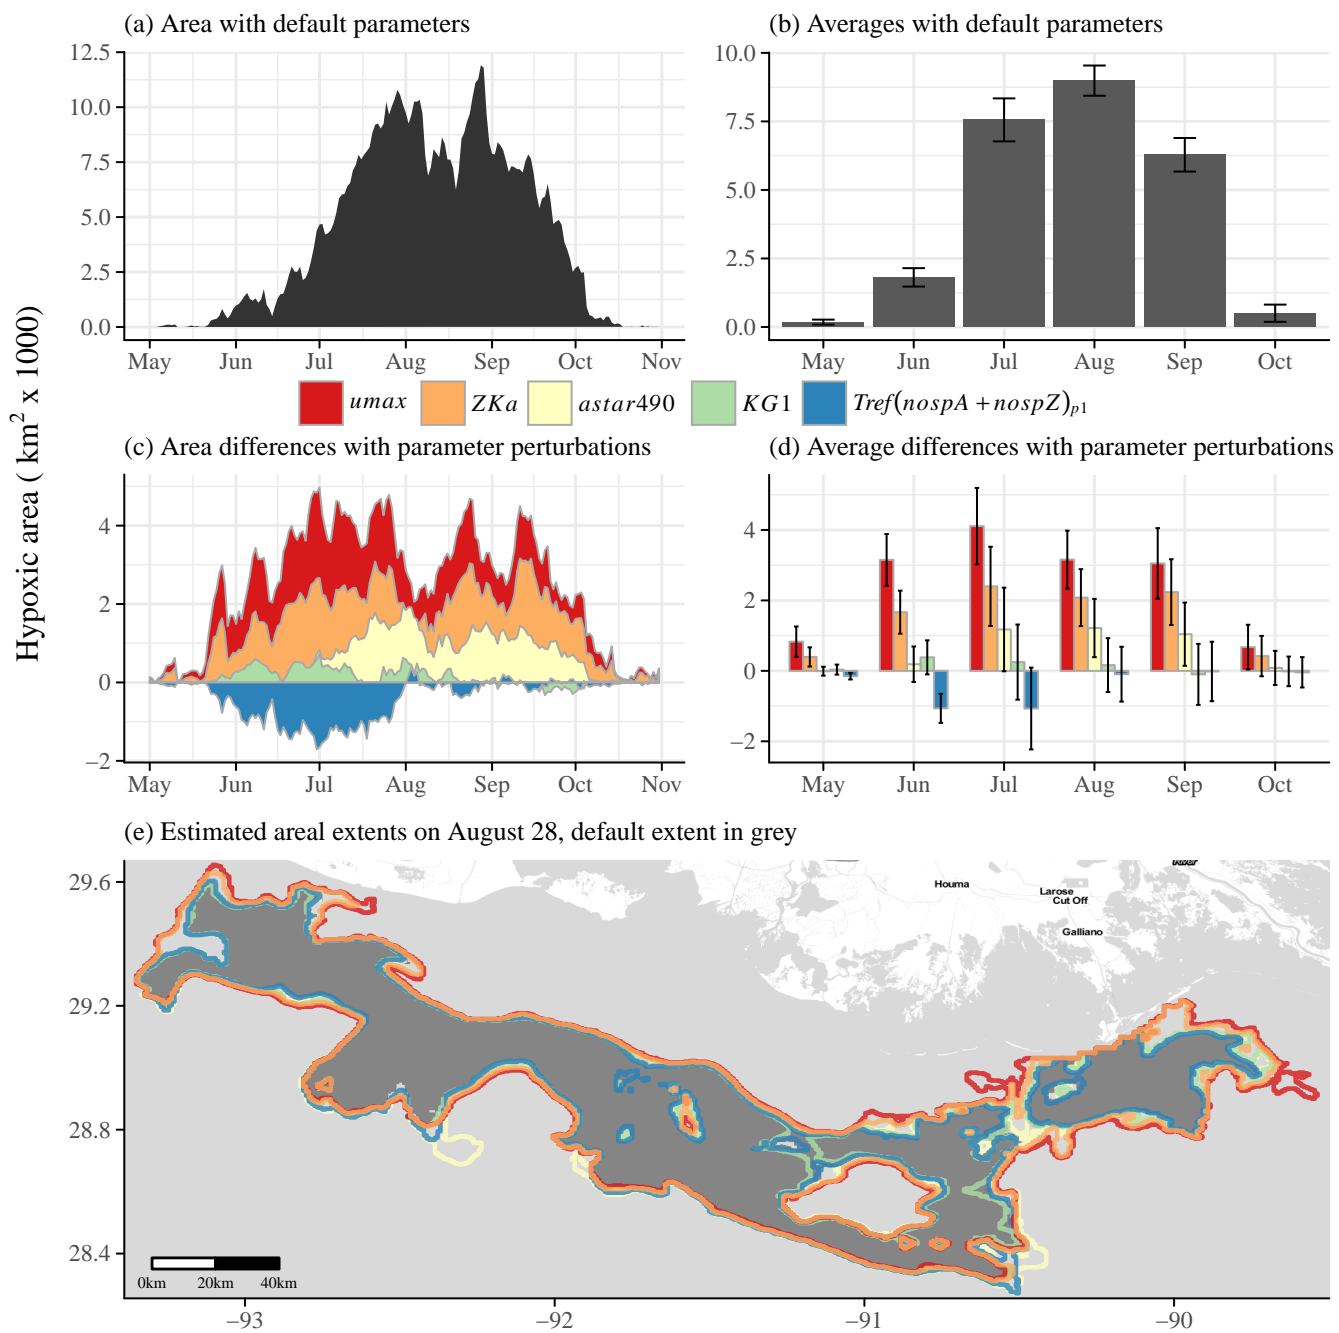 (a) Area with default parameters
(b) Averages with default parameters
Hypoxic area ( km² x 1000)
12.5
10.0
7.5
5.0
2.5
0.0
May Jun Jul Aug Sep Oct Nov
10.0
7.5
5.0
2.5
0.0
May Jun Jul Aug Sep Oct
umax ZKa astar490 KG1 Tref(nospA + nospZ)p1
(c) Area differences with parameter perturbations
(d) Average differences with parameter perturbations
4
2
0
−2
May Jun Jul Aug Sep Oct Nov
4
2
0
−2
May Jun Jul Aug Sep Oct
(e) Estimated areal extents on August 28, default extent in grey
29.6
29.2
28.8
28.4
River
Houma
Larose
Cut Off
Galliano
0km 20km 40km
−93 −92 −91 −90